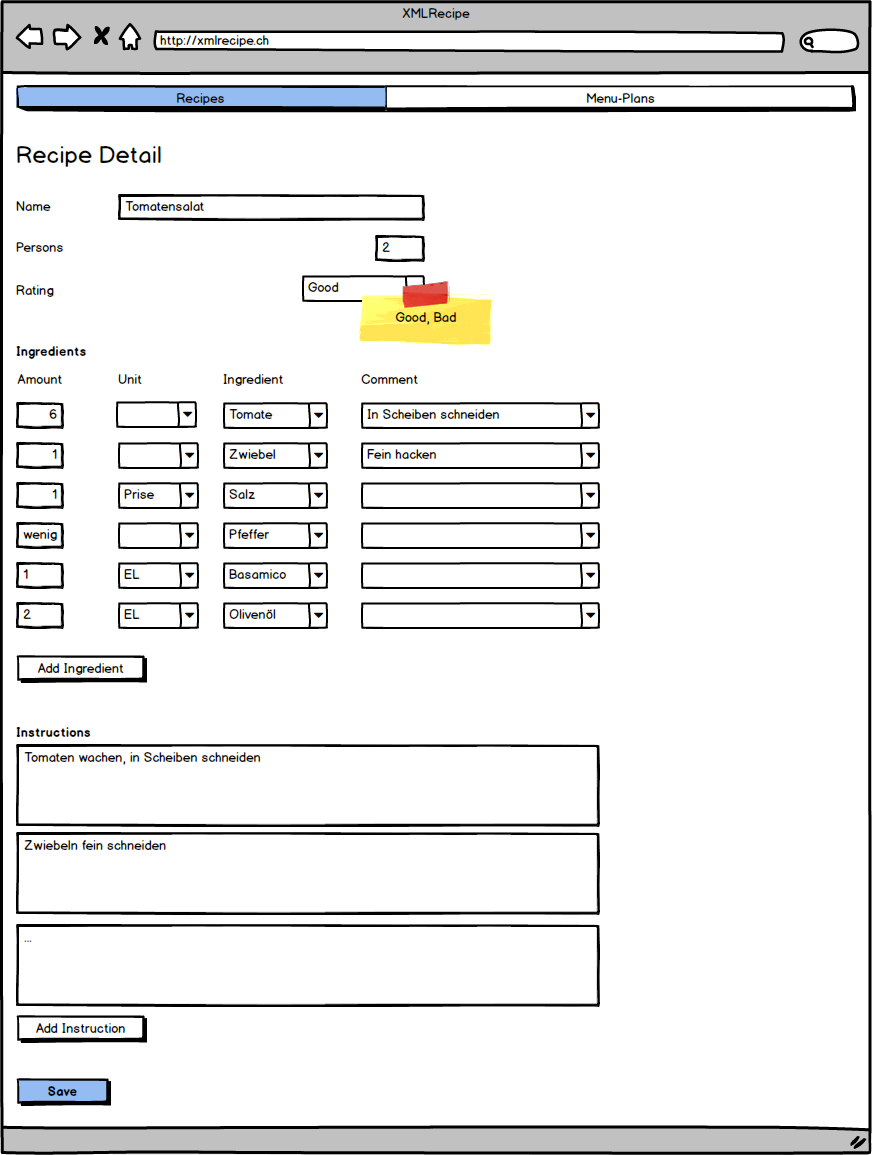 XMLRecipe
http://xmlrecipe.ch
Recipes Menu-Plans
Recipe Detail
Name Tomatensalat
Persons 2
Rating Good
Good, Bad
Ingredients
Amount Unit Ingredient Comment
6 Tomate In Scheiben schneiden
1 Zwiebel Fein hacken
1 Prise Salz
wenig Pfeffer
1 EL Basamico
2 EL Olivenöl
Add Ingredient
Instructions
Tomaten wachen, in Scheiben schneiden
Zwiebeln fein schneiden
...
Add Instruction
Save